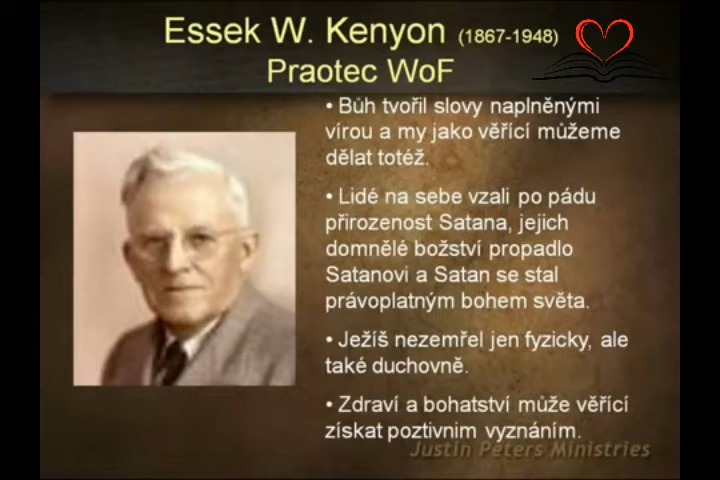 Essek W. Kenyon (1867-1948)
Praotec WoF
• Bůh tvořil slovy naplněnými
vírou a my jako věřící můžeme
dělat totéž.
• Lidé na sebe vzali po pádu
přirozenost Satana, jejich
domnělé božství propadlo
Satanovi a Satan se stal
právoplatným bohem světa.
• Ježíš nezemřel jen fyzicky, ale
také duchovně.
• Zdraví a bohatství může věřící
získat poztivnim vyznáním.
Justin Peters Ministries